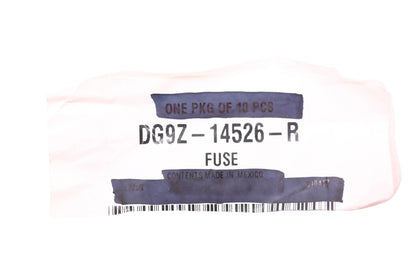 ONE PKG OF 10 PCS
DG9Z-14526-R
FUSE
CONTENTS MADE IN MEXICO